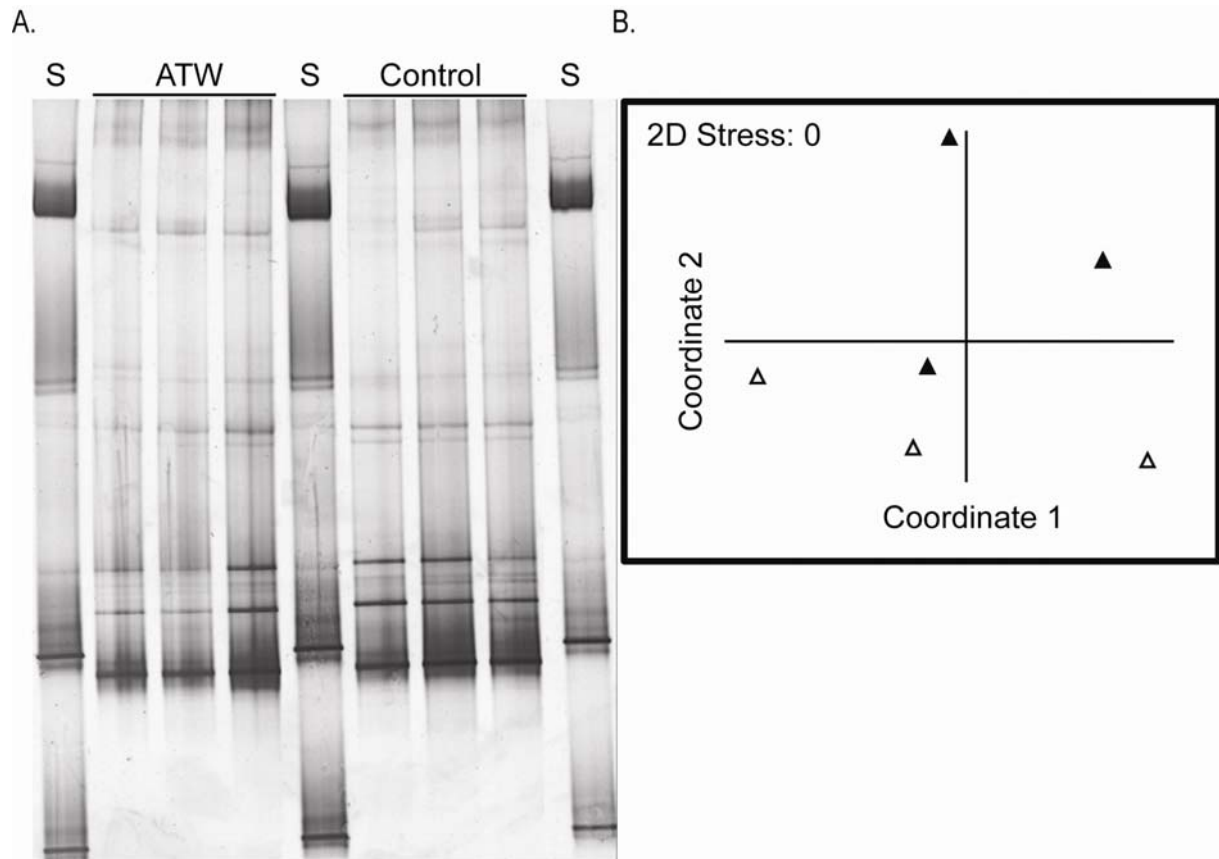 A.
B.
S ATW S Control S
2D Stress: 0
Coordinate 2
Coordinate 1